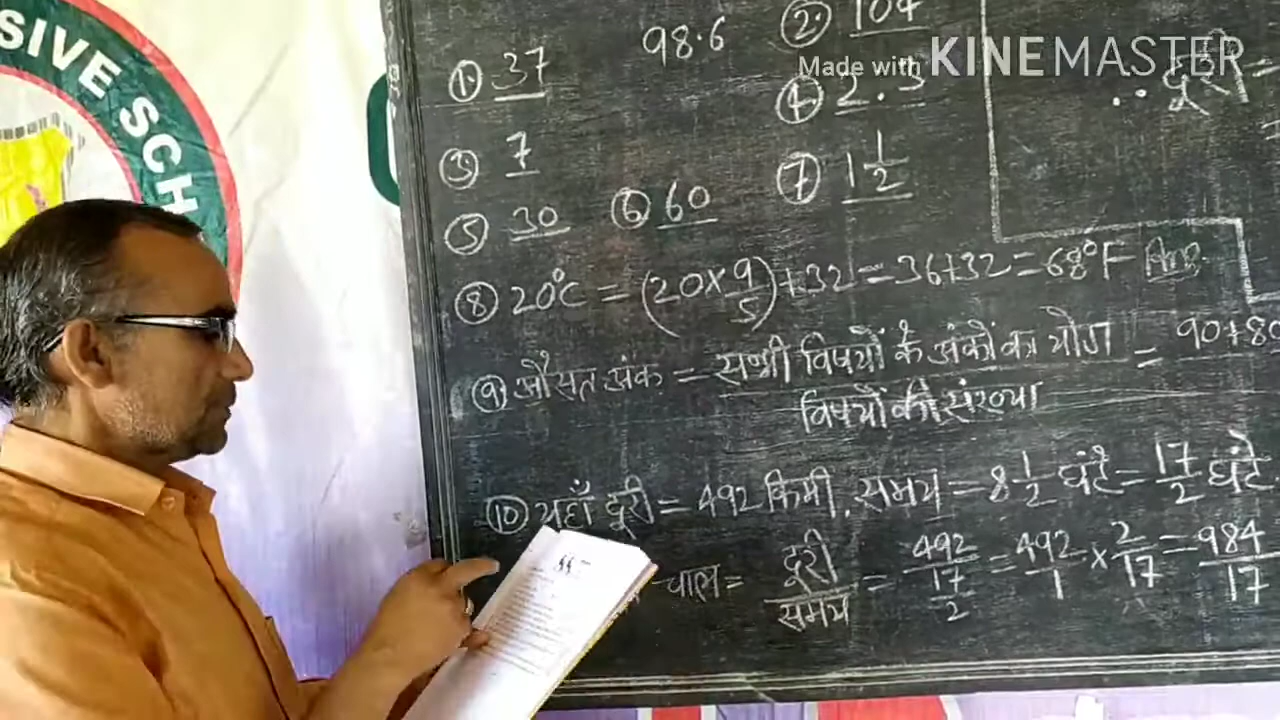 SIVE SCH
Made with KINEMASTER
① 37 98.6 ② 104
③ 7 ④ 2.5
∴ दूरी =
⑤ 30 ⑥ 60 ⑦ 1 1/2
⑧ 20°C = (20 × 9/5) + 32 = 36 + 32 = 68°F Ans.
⑨ औसत अंक = सभी विषयों के अंकों का योग / विषयों की संख्या = 90+80
⑩ यहाँ दूरी = 492 किमी, समय = 8 1/2 घंटे = 17/2 घंटे
चाल = दूरी / समय = 492 / 17/2 = 492/1 × 2/17 = 984/17